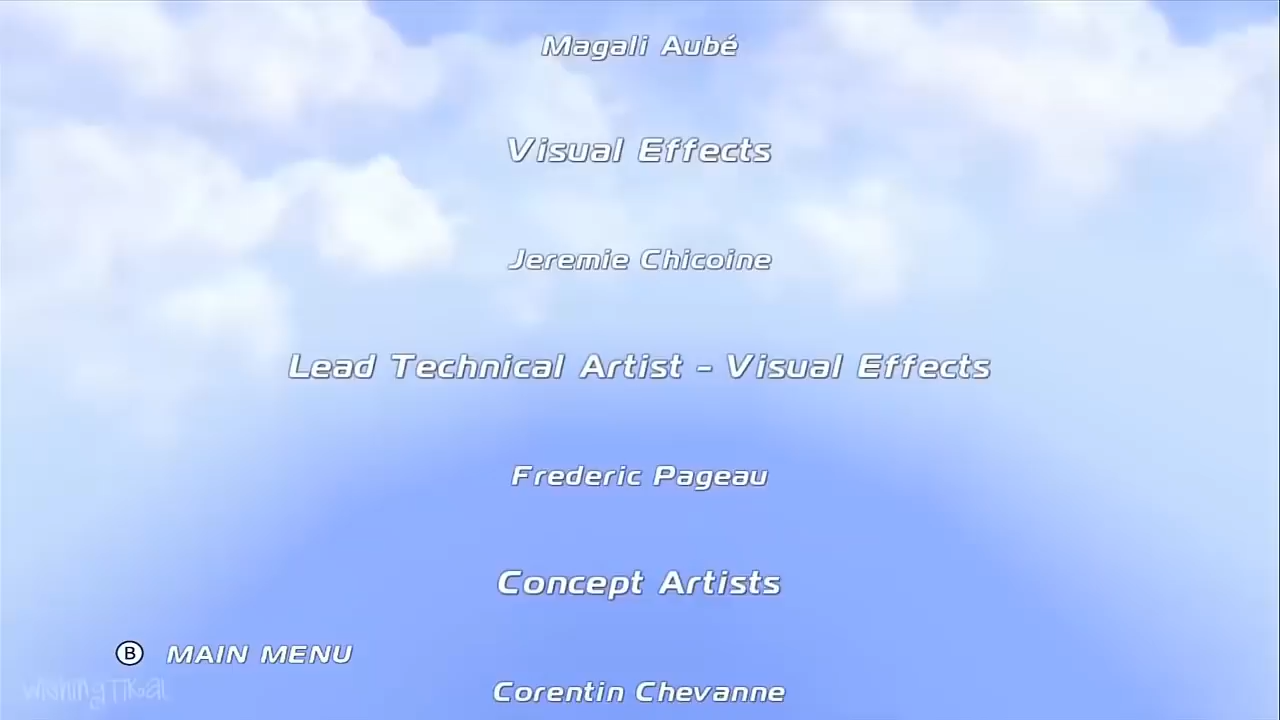 Magali Aubé
Visual Effects
Jeremie Chicoine
Lead Technical Artist - Visual Effects
Frederic Pageau
Concept Artists
B MAIN MENU
wishingTikal
Corentin Chevanne